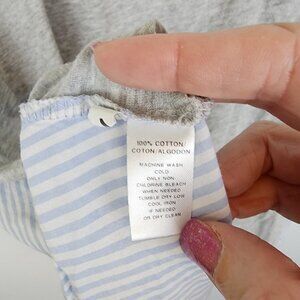 100% COTTON/
COTON/ALGODON
MACHINE WASH
COLD
ONLY NON
CHLORINE BLEACH
WHEN NEEDED
TUMBLE DRY LOW
COOL IRON
IF NEEDED
OR DRY CLEAN